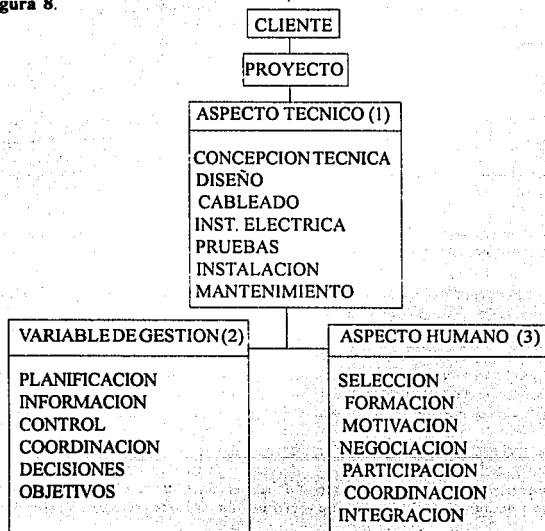 gura 8.
CLIENTE
PROYECTO
ASPECTO TECNICO (1)
CONCEPCION TECNICA
DISEÑO
CABLEADO
INST. ELECTRICA
PRUEBAS
INSTALACION
MANTENIMIENTO
VARIABLE DE GESTION (2)
PLANIFICACION
INFORMACION
CONTROL
COORDINACION
DECISIONES
OBJETIVOS
ASPECTO HUMANO (3)
SELECCION
FORMACION
MOTIVACION
NEGOCIACION
PARTICIPACION
COORDINACION
INTEGRACION